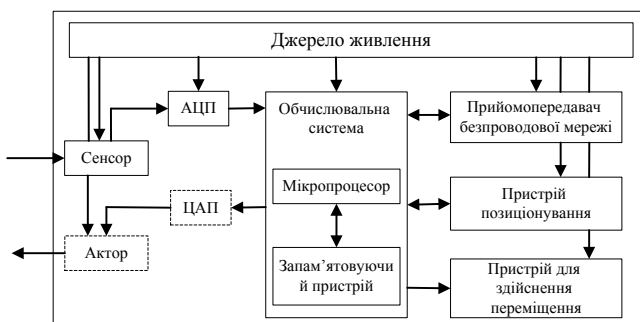 Джерело живлення
АЦП
Обчислювальна
система
Прийомопередавач
безпроводової мережі
Сенсор
Мікропроцесор
ЦАП
Пристрій
позиціонування
Актор
Запам’ятовуючи
й пристрій
Пристрій для
здійснення
переміщення